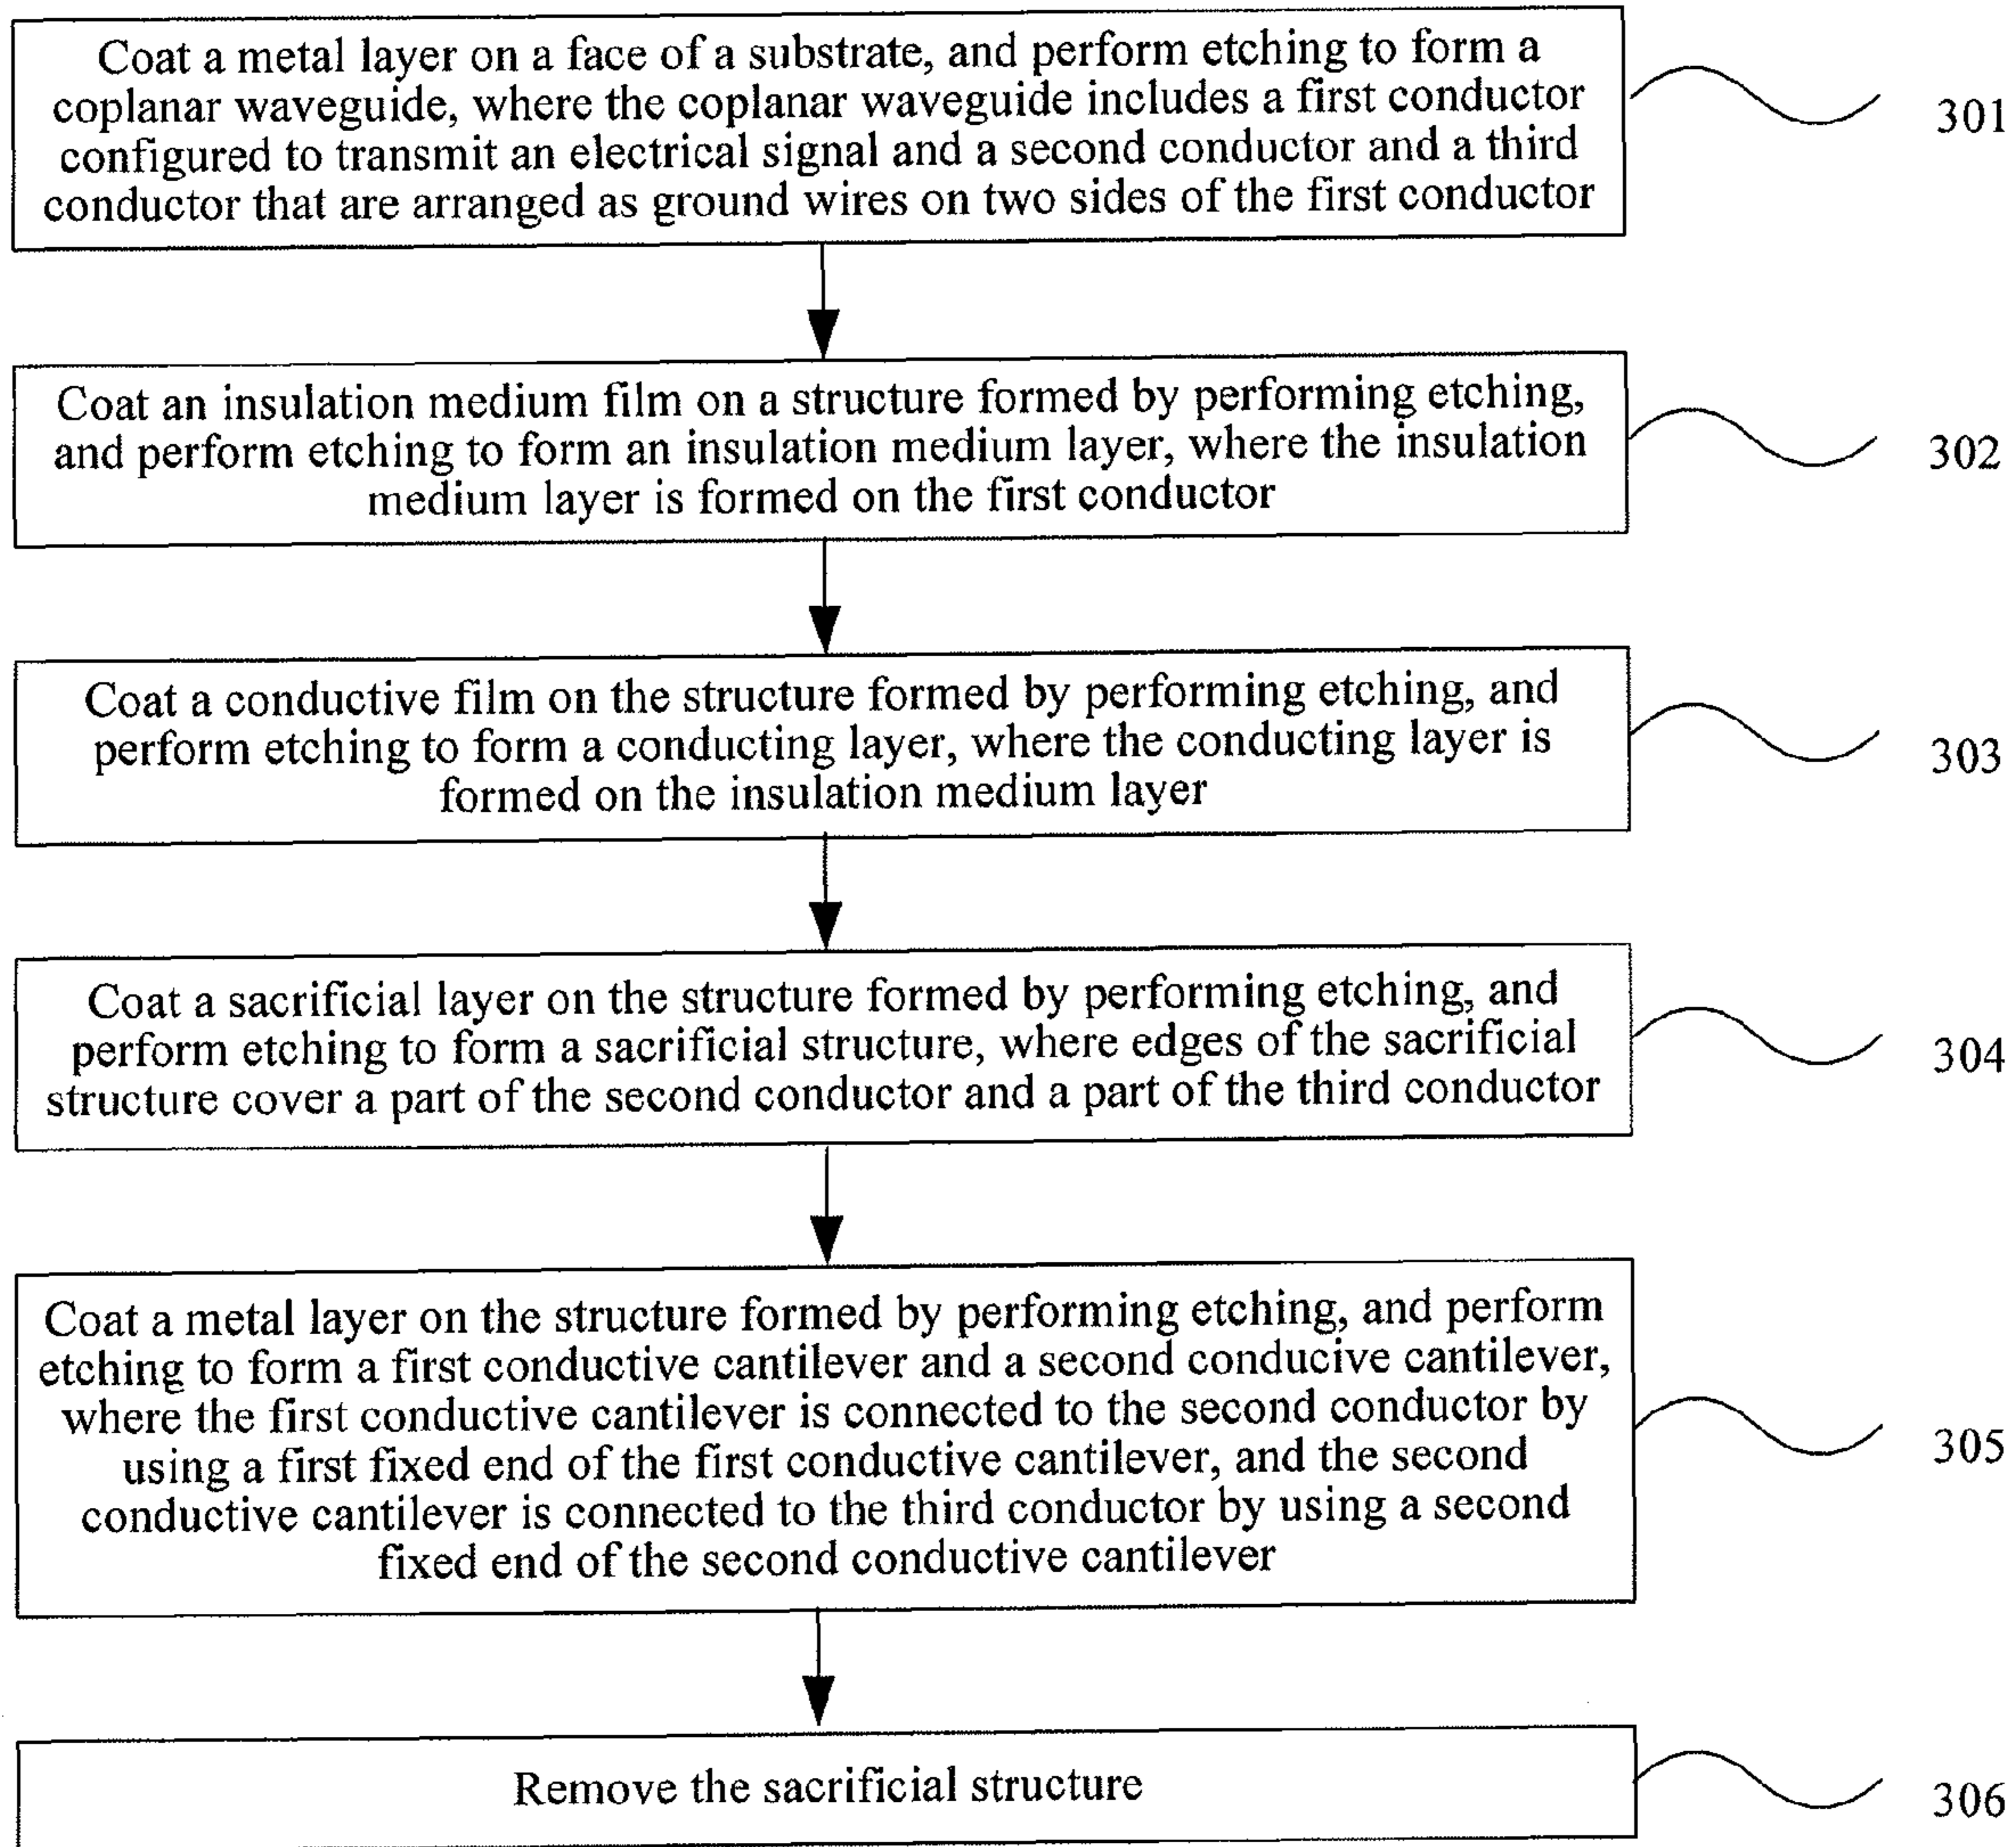 Coat a metal layer on a face of a substrate, and perform etching to form a
coplanar waveguide, where the coplanar waveguide includes a first conductor
configured to transmit an electrical signal and a second conductor and a third
conductor that are arranged as ground wires on two sides of the first conductor
301
Coat an insulation medium film on a structure formed by performing etching,
and perform etching to form an insulation medium layer, where the insulation
medium layer is formed on the first conductor
302
Coat a conductive film on the structure formed by performing etching, and
perform etching to form a conducting layer, where the conducting layer is
formed on the insulation medium layer
303
Coat a sacrificial layer on the structure formed by performing etching, and
perform etching to form a sacrificial structure, where edges of the sacrificial
structure cover a part of the second conductor and a part of the third conductor
304
Coat a metal layer on the structure formed by performing etching, and perform
etching to form a first conductive cantilever and a second conducive cantilever,
where the first conductive cantilever is connected to the second conductor by
using a first fixed end of the first conductive cantilever, and the second
conductive cantilever is connected to the third conductor by using a second
fixed end of the second conductive cantilever
305
Remove the sacrificial structure
306